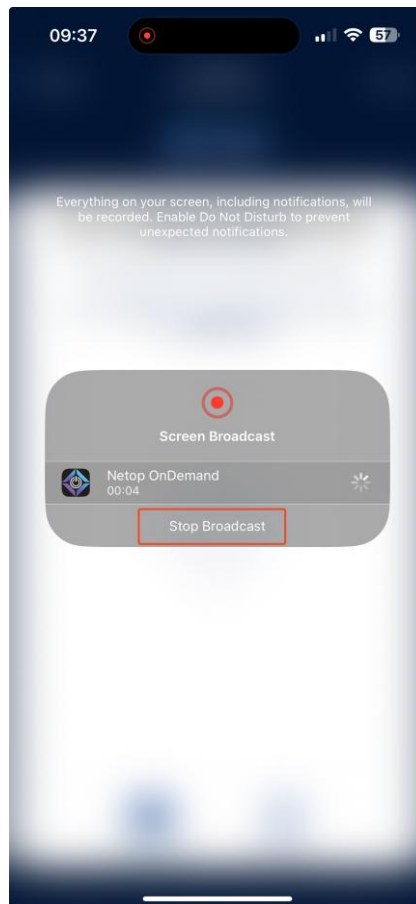 09:37
57
Everything on your screen, including notifications, will
be recorded. Enable Do Not Disturb to prevent
unexpected notifications.
Screen Broadcast
Netop OnDemand
00:04
Stop Broadcast